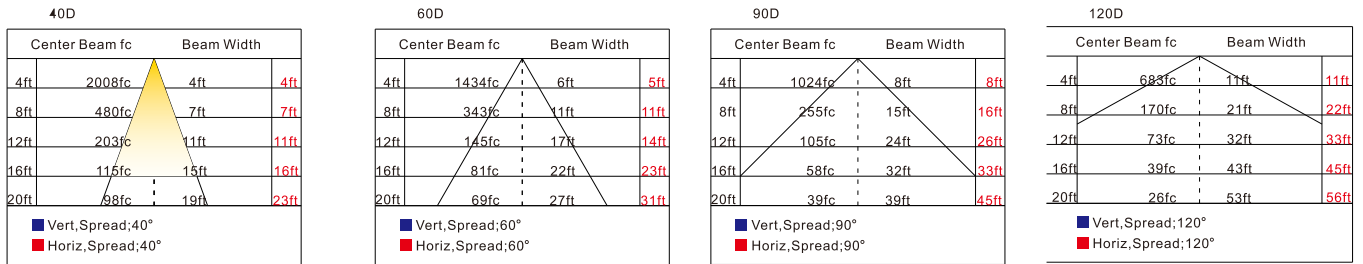 40D
Center Beam fc Beam Width
4ft 2008fc 4ft 4ft
8ft 480fc 7ft 7ft
12ft 203fc 11ft 11ft
16ft 115fc 15ft 16ft
20ft 98fc 19ft 23ft
Vert,Spread;40°
Horiz,Spread;40°
60D
Center Beam fc Beam Width
4ft 1434fc 6ft 5ft
8ft 343fc 11ft 11ft
12ft 145fc 17ft 14ft
16ft 81fc 22ft 23ft
20ft 69fc 27ft 31ft
Vert,Spread;60°
Horiz,Spread;60°
90D
Center Beam fc Beam Width
4ft 1024fc 8ft 8ft
8ft 255fc 15ft 16ft
12ft 105fc 24ft 26ft
16ft 58fc 32ft 33ft
20ft 39fc 39ft 45ft
Vert,Spread;90°
Horiz,Spread;90°
120D
Center Beam fc Beam Width
4ft 683fc 11ft 11ft
8ft 170fc 21ft 22ft
12ft 73fc 32ft 33ft
16ft 39fc 43ft 45ft
20ft 26fc 53ft 56ft
Vert,Spread;120°
Horiz,Spread;120°